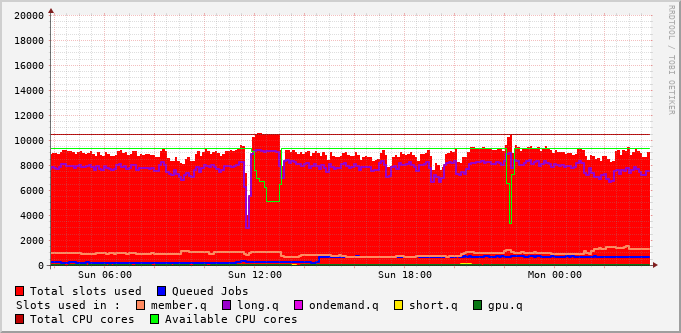 RRDTOOL / TOBI OETIKER
20000
18000
16000
14000
12000
10000
8000
6000
4000
2000
0
Sun 06:00 Sun 12:00 Sun 18:00 Mon 00:00
Total slots used Queued Jobs
Slots used in : member.q long.q ondemand.q short.q gpu.q
Total CPU cores Available CPU cores